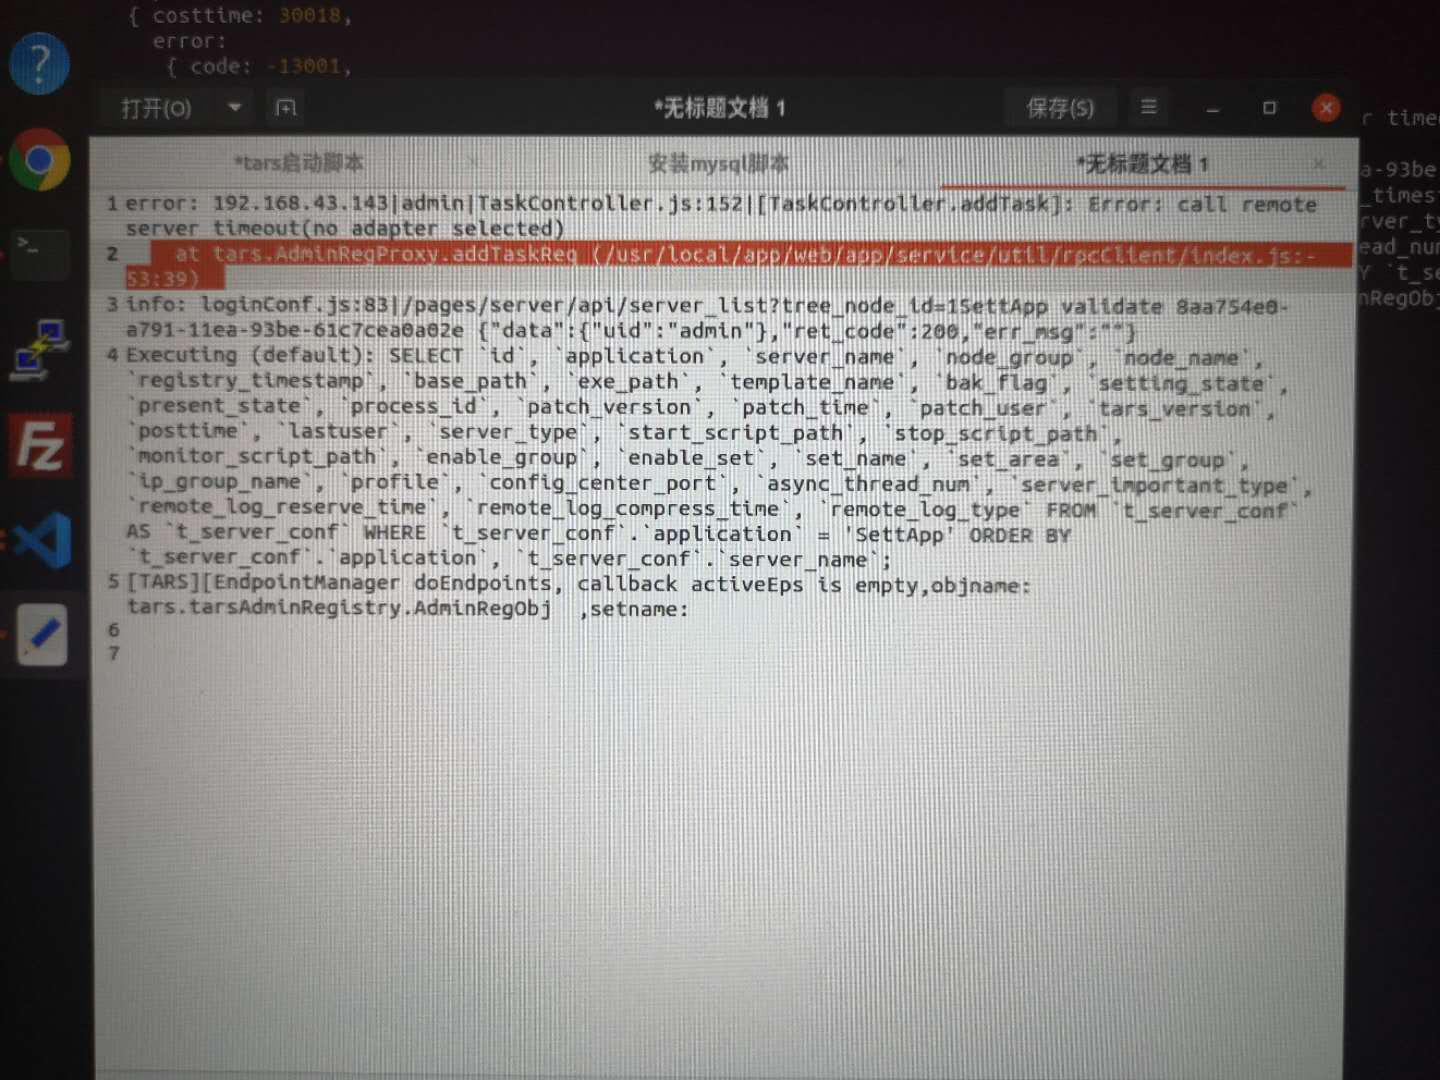 { costtime: 30018,
error:
{ code: -13001,
打开(O)
*无标题文档 1
保存(S)
r time
*tars启动脚本
安装mysql脚本
*无标题文档 1
a-93be
_times
rver_ty
ead_nu
Y `t_se
nRegObj
1 error: 192.168.43.143|admin|TaskController.js:152|[TaskController.addTask]: Error: call remote
server timeout(no adapter selected)
2 at tars.AdminRegProxy.addTaskReq (/usr/local/app/web/app/service/util/rpcClient/index.js:-
53:39)
3 info: loginConf.js:83|/pages/server/api/server_list?tree_node_id=1SettApp validate 8aa754e0-
a791-11ea-93be-61c7cea0a02e {"data":{"uid":"admin"},"ret_code":200,"err_msg":""}
4 Executing (default): SELECT `id`, `application`, `server_name`, `node_group`, `node_name`,
`registry_timestamp`, `base_path`, `exe_path`, `template_name`, `bak_flag`, `setting_state`,
`present_state`, `process_id`, `patch_version`, `patch_time`, `patch_user`, `tars_version`,
`posttime`, `lastuser`, `server_type`, `start_script_path`, `stop_script_path`,
`monitor_script_path`, `enable_group`, `enable_set`, `set_name`, `set_area`, `set_group`,
`ip_group_name`, `profile`, `config_center_port`, `async_thread_num`, `server_important_type`,
`remote_log_reserve_time`, `remote_log_compress_time`, `remote_log_type` FROM `t_server_conf`
AS `t_server_conf` WHERE `t_server_conf`.`application` = 'SettApp' ORDER BY
`t_server_conf`.`application`, `t_server_conf`.`server_name`;
5 [TARS][EndpointManager doEndpoints, callback activeEps is empty,objname:
tars.tarsAdminRegistry.AdminRegObj ,setname:
6
7